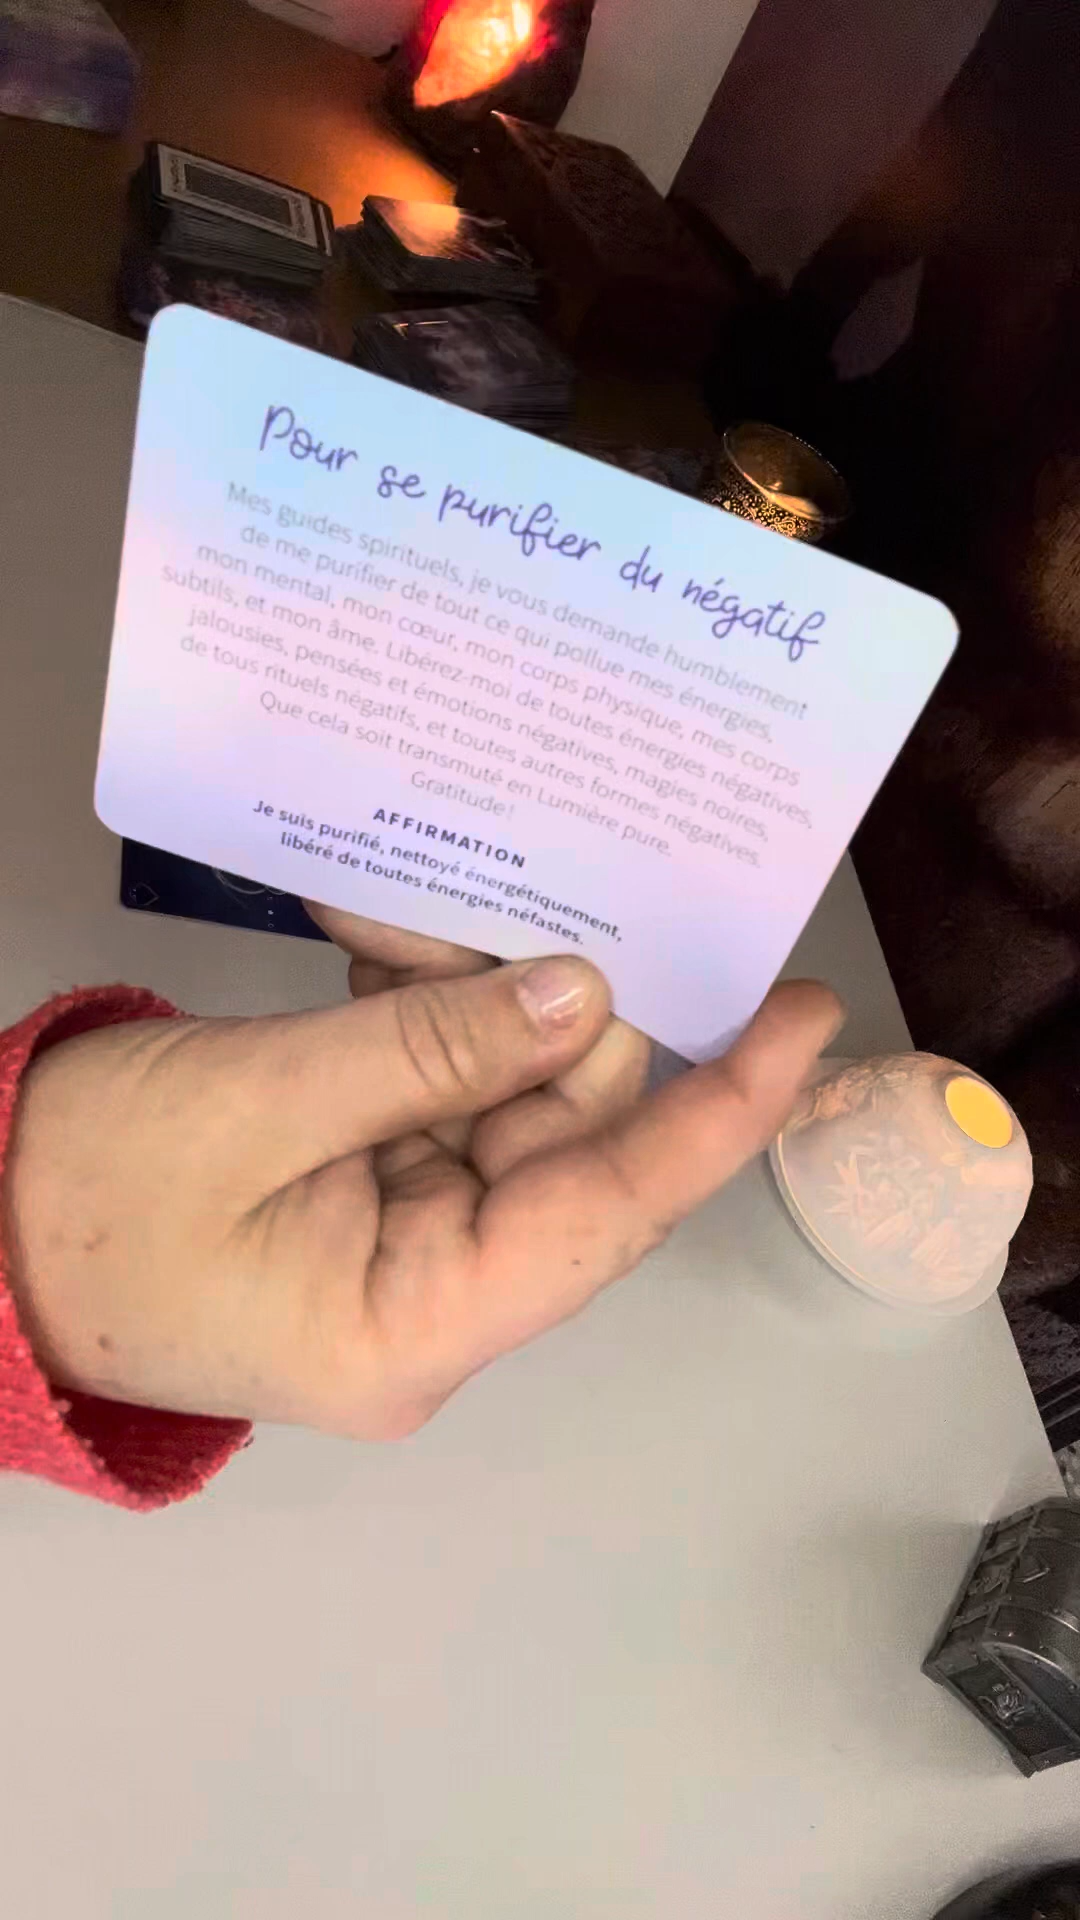 Pour se purifier du négatif
Mes guides spirituels, je vous demande humblement
de me purifier de tout ce qui pollue mes énergies,
mon mental, mon cœur, mon corps physique, mes corps
subtils, et mon âme. Libérez-moi de toutes énergies négatives,
jalousies, pensées et émotions négatives, magies noires,
de tous rituels négatifs, et toutes autres formes négatives.
Que cela soit transmuté en Lumière pure.
Gratitude !
AFFIRMATION
Je suis purifié, nettoyé énergétiquement,
libéré de toutes énergies néfastes.